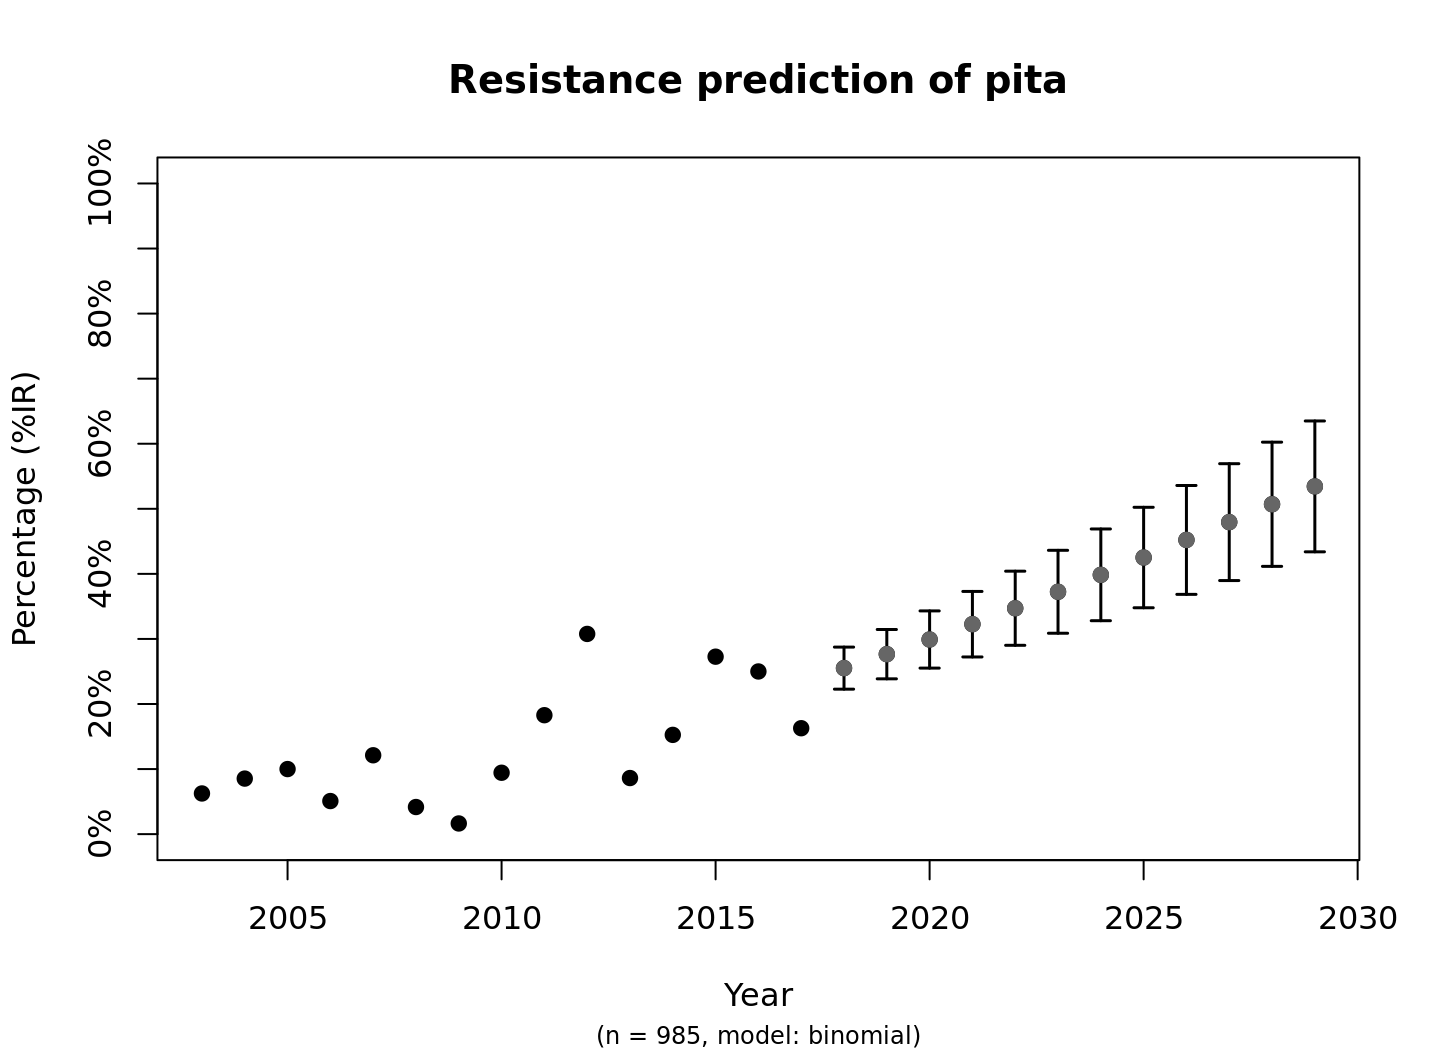 Resistance prediction of pita
Percentage (%IR)
100%
80%
60%
40%
20%
0%
2005 2010 2015 2020 2025 2030
Year
(n = 985, model: binomial)